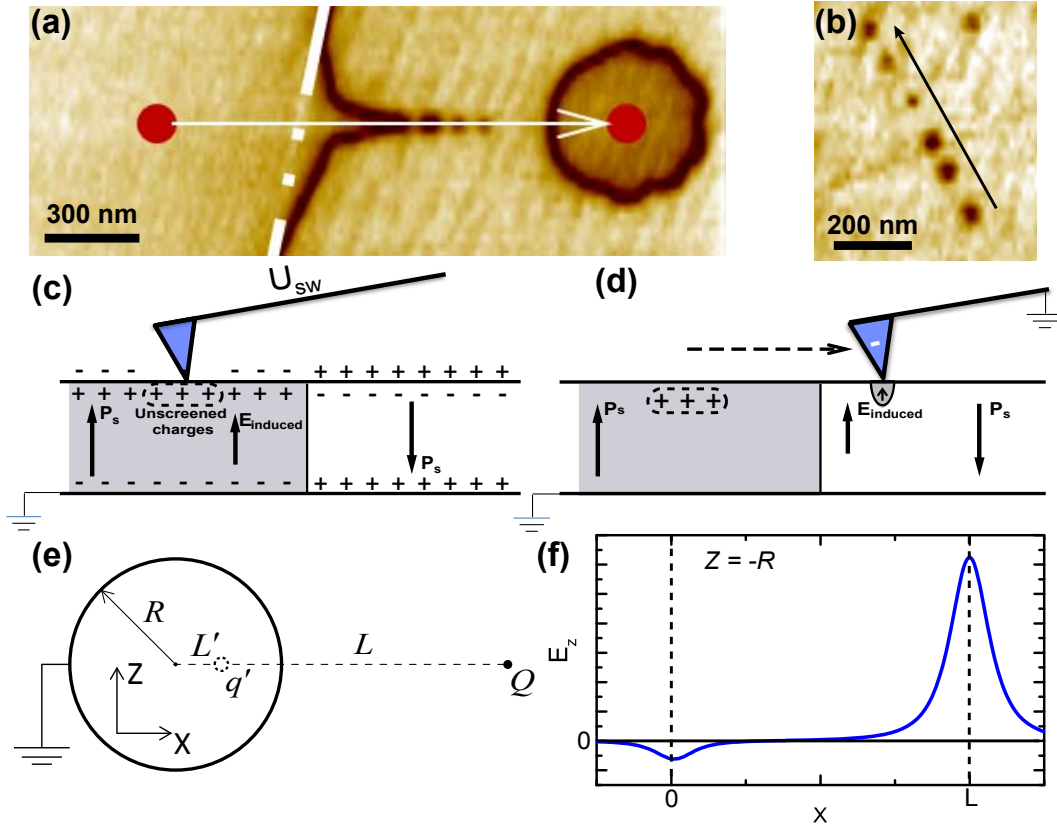 (a)
300 nm
(b)
200 nm
(c)
U_sw
- - - - - - + + + + + + + +
+ + + + + + + + + - - - - - -
P_s
Unscreened
charges
E_induced
P_s
- - - - - - - - + + + + + + + +
(d)
-
+ + +
P_s
E_induced
P_s
(e)
R
L'
L
q'
Q
Z
X
(f)
Z = -R
E_z
0
0
L
X